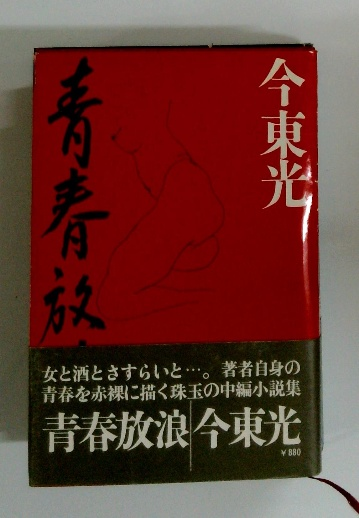 今東光
青春放
女と酒とさすらいと…。著者自身の
青春を赤裸に描く珠玉の中編小説集
青春放浪|今東光
￥880